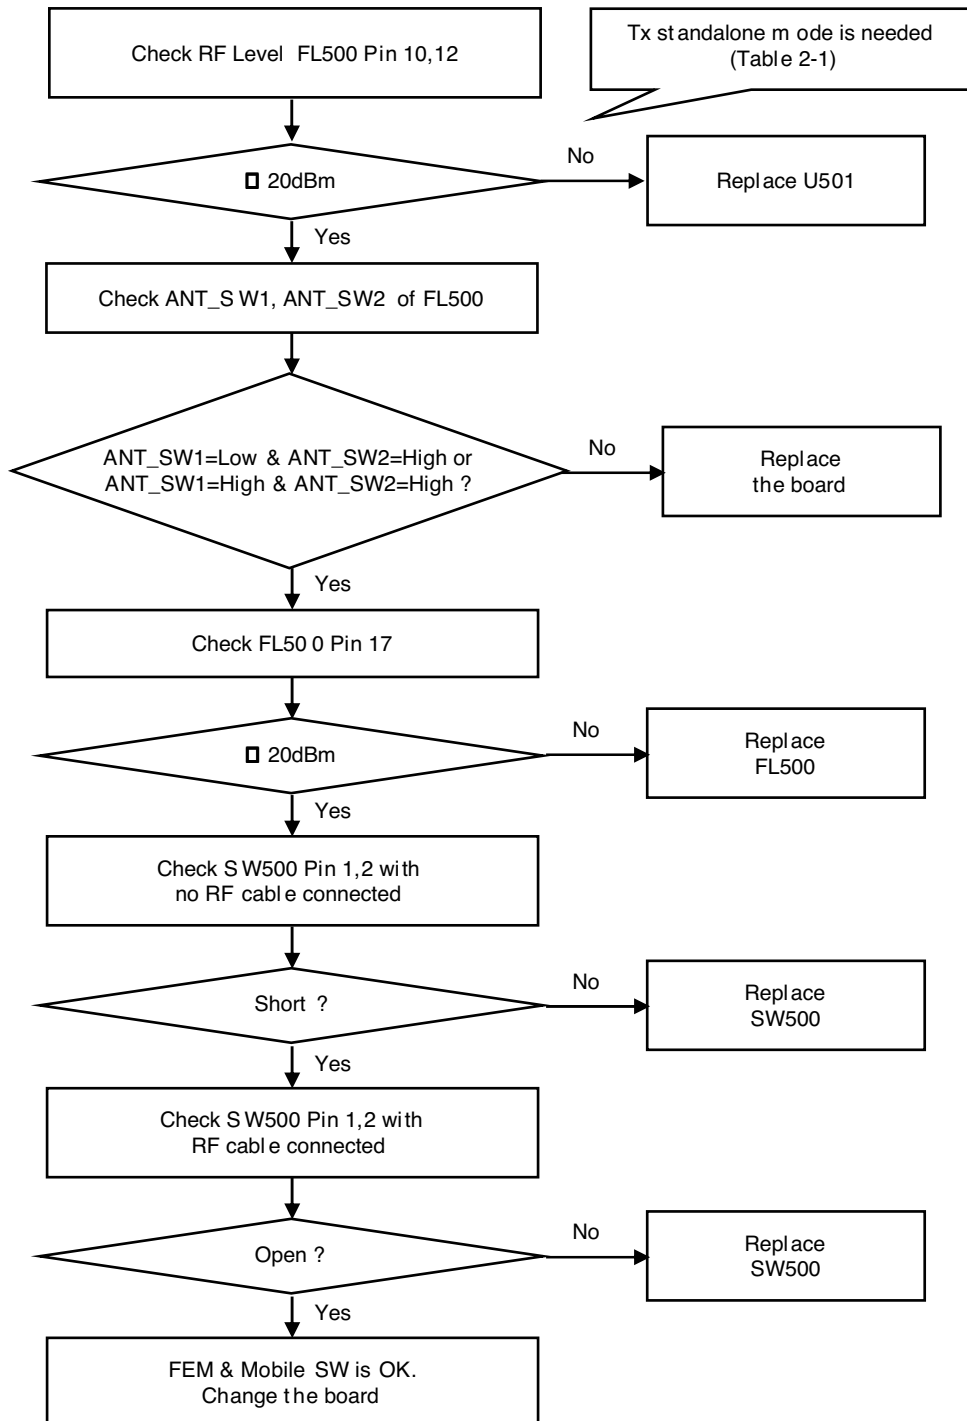 Check RF Level FL500 Pin 10,12
Tx standalone mode is needed
(Table 2-1)
□ 20dBm
No
Replace U501
Yes
Check ANT_SW1, ANT_SW2 of FL500
ANT_SW1=Low & ANT_SW2=High or
ANT_SW1=High & ANT_SW2=High ?
No
Replace
the board
Yes
Check FL500 Pin 17
□ 20dBm
No
Replace
FL500
Yes
Check SW500 Pin 1,2 with
no RF cable connected
Short ?
No
Replace
SW500
Yes
Check SW500 Pin 1,2 with
RF cable connected
Open ?
No
Replace
SW500
Yes
FEM & Mobile SW is OK.
Change the board